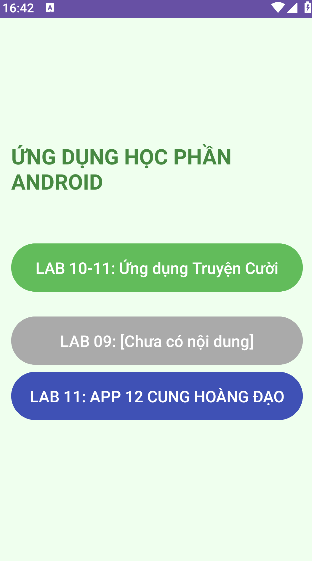 16:42 A
ỨNG DỤNG HỌC PHẦN
ANDROID
LAB 10-11: Ứng dụng Truyện Cười
LAB 09: [Chưa có nội dung]
LAB 11: APP 12 CUNG HOÀNG ĐẠO